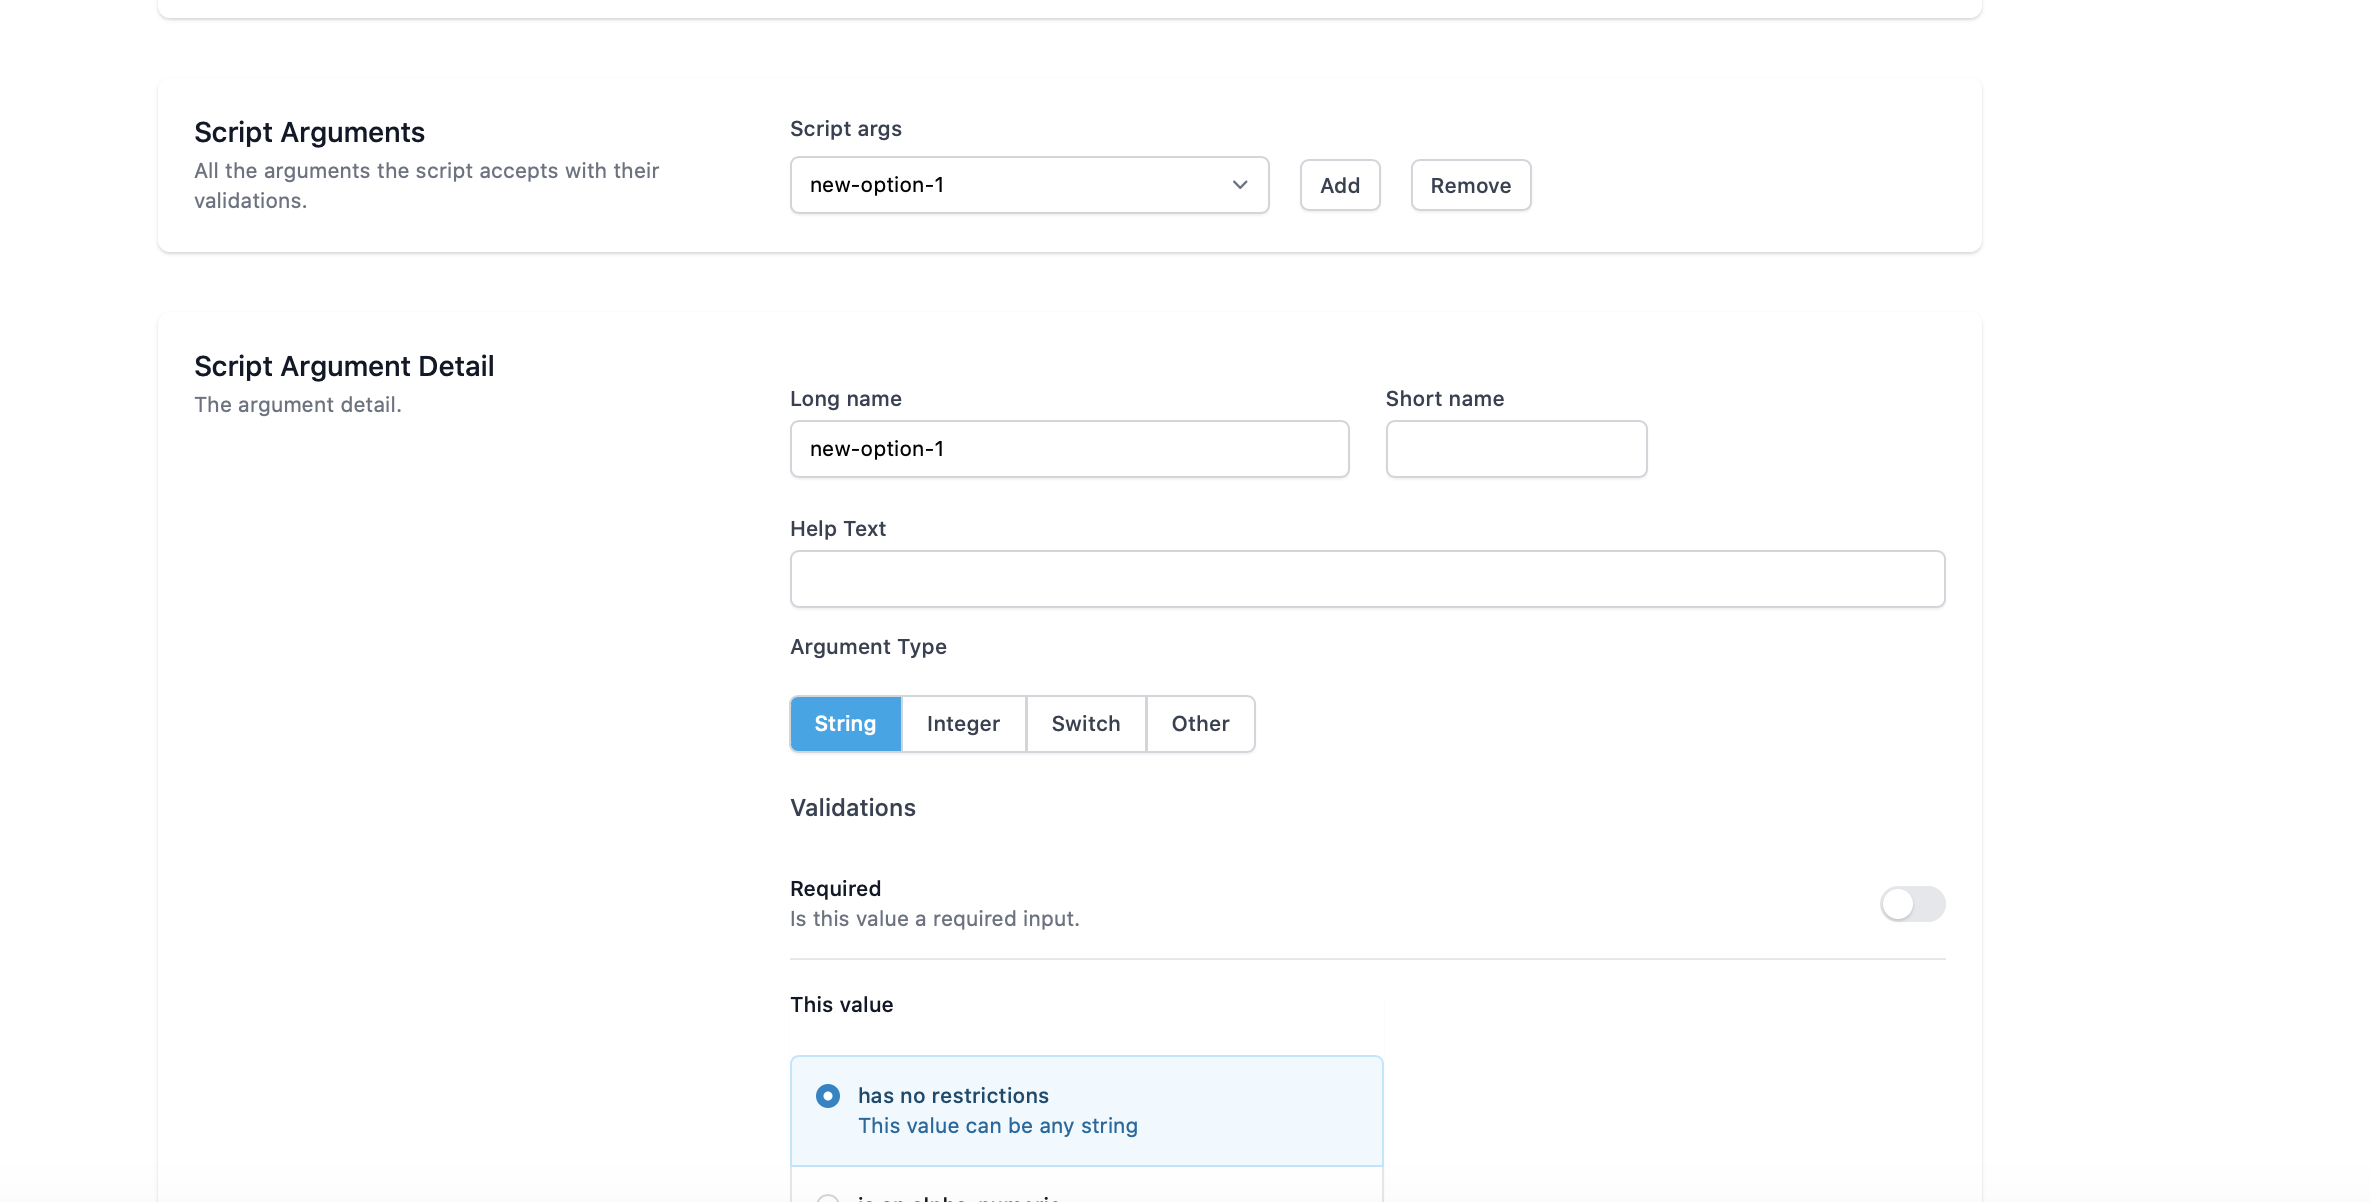 Script Arguments
All the arguments the script accepts with their
validations.
Script args
new-option-1
Add
Remove
Script Argument Detail
The argument detail.
Long name
Short name
new-option-1
Help Text
Argument Type
String
Integer
Switch
Other
Validations
Required
Is this value a required input.
This value
has no restrictions
This value can be any string